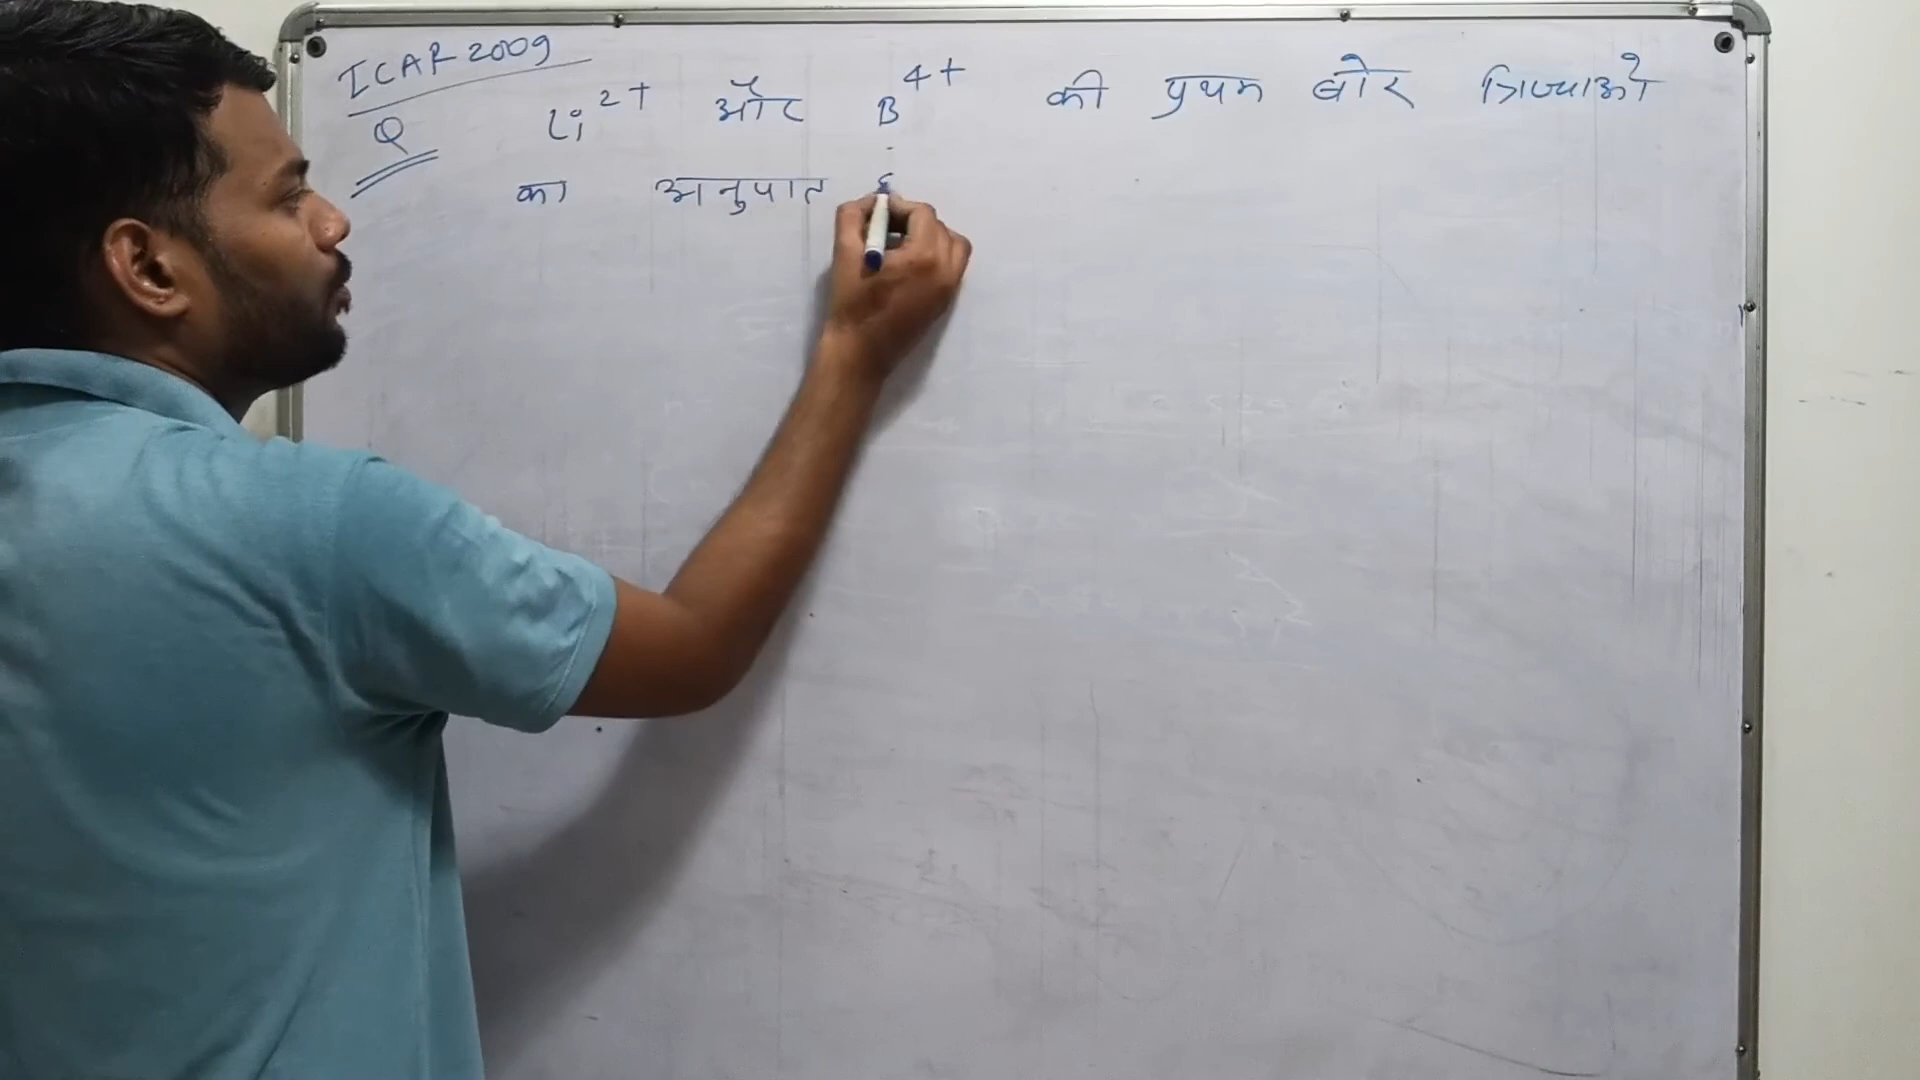 ICAR 2009
Q Li²⁺ और B⁴⁺ की प्रथम बोर त्रिज्याओं
का अनुपात